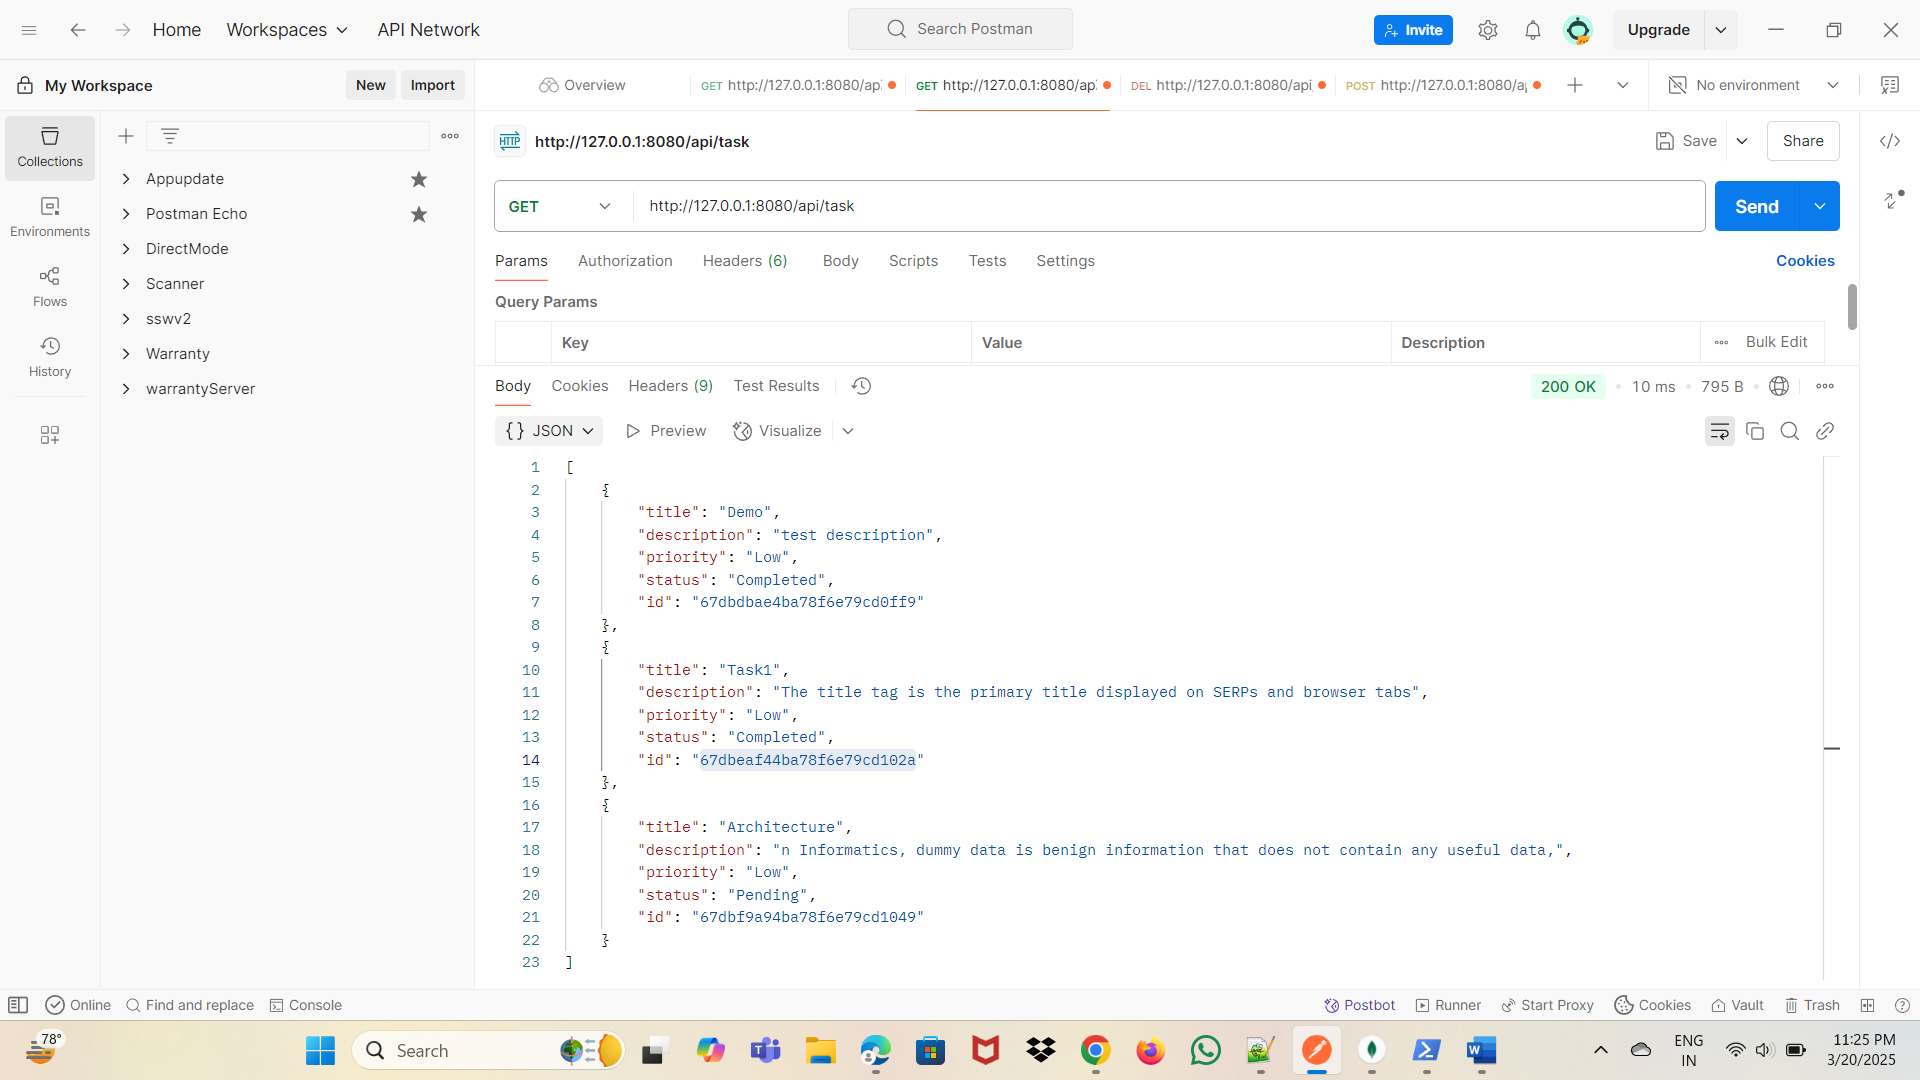 Home
Workspaces
API Network
Search Postman
Invite
Upgrade
My Workspace
New
Import
Overview
GET http://127.0.0.1:8080/ap
GET http://127.0.0.1:8080/ap
DEL http://127.0.0.1:8080/api
POST http://127.0.0.1:8080/a
No environment
Collections
Environments
Flows
History
Appupdate
Postman Echo
DirectMode
Scanner
sswv2
Warranty
warrantyServer
HTTP http://127.0.0.1:8080/api/task
Save
Share
GET
http://127.0.0.1:8080/api/task
Send
Params
Authorization
Headers (6)
Body
Scripts
Tests
Settings
Cookies
Query Params
Key
Value
Description
Bulk Edit
Body
Cookies
Headers (9)
Test Results
200 OK
10 ms
795 B
{} JSON
Preview
Visualize
1 [
2 {
3 "title": "Demo",
4 "description": "test description",
5 "priority": "Low",
6 "status": "Completed",
7 "id": "67dbdbae4ba78f6e79cd0ff9"
8 },
9 {
10 "title": "Task1",
11 "description": "The title tag is the primary title displayed on SERPs and browser tabs",
12 "priority": "Low",
13 "status": "Completed",
14 "id": "67dbeaf44ba78f6e79cd102a"
15 },
16 {
17 "title": "Architecture",
18 "description": "n Informatics, dummy data is benign information that does not contain any useful data,",
19 "priority": "Low",
20 "status": "Pending",
21 "id": "67dbf9a94ba78f6e79cd1049"
22 }
23 ]
Online
Find and replace
Console
Postbot
Runner
Start Proxy
Cookies
Vault
Trash
78°
Search
ENG
IN
11:25 PM
3/20/2025